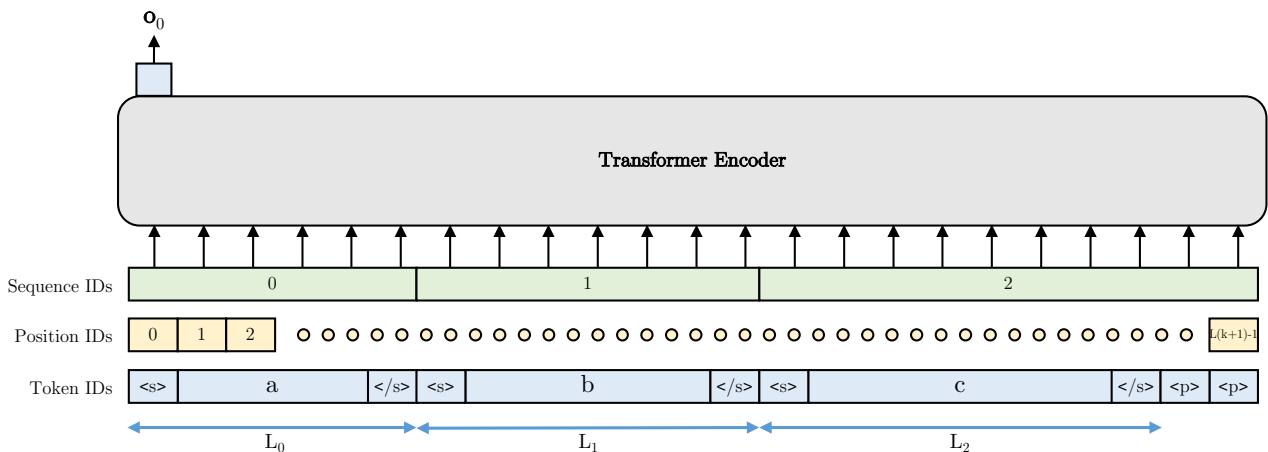 o₀
Transformer Encoder
Sequence IDs 0 1 2
Position IDs 0 1 2 L(k+1)-1
Token IDs <s> a </s> <s> b </s> <s> c </s> <p> <p>
L₀ L₁ L₂